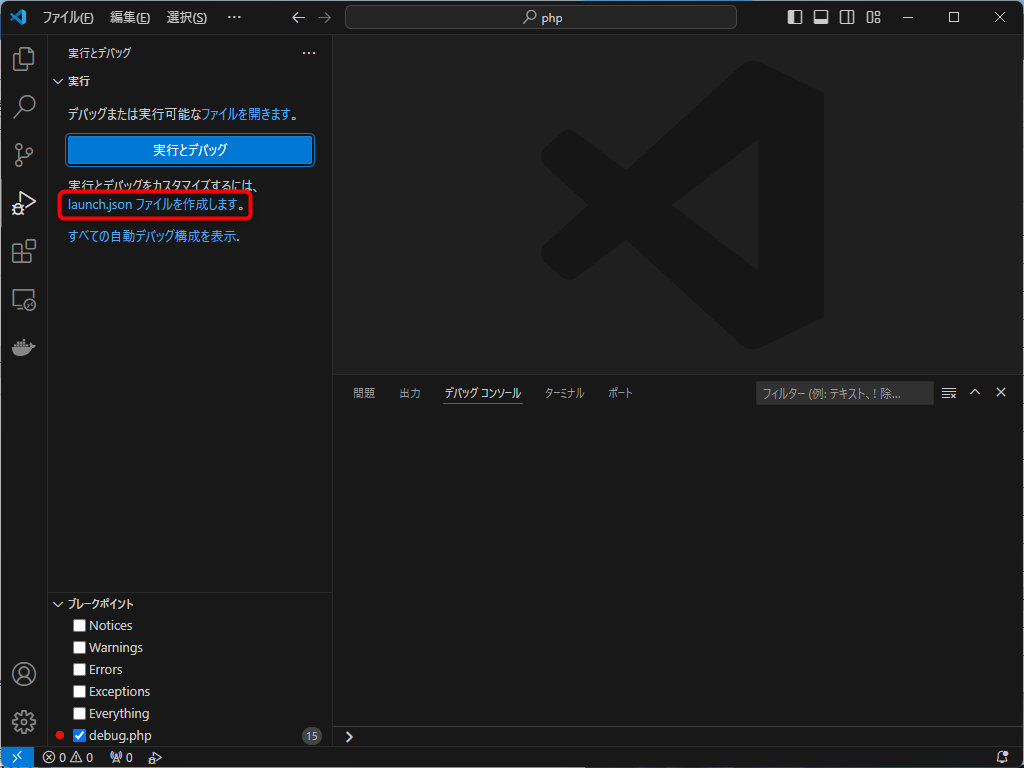 ファイル(F) 編集(E) 選択(S) ··· php
実行とデバッグ ···
実行
デバッグまたは実行可能なファイルを開きます。
実行とデバッグ
実行とデバッグをカスタマイズするには、
launch.json ファイルを作成します。
すべての自動デバッグ構成を表示.
問題 出力 デバッグ コンソール ターミナル ポート フィルター (例: テキスト、! 除...
ブレークポイント
Notices
Warnings
Errors
Exceptions
Everything
debug.php 15
0 0 0